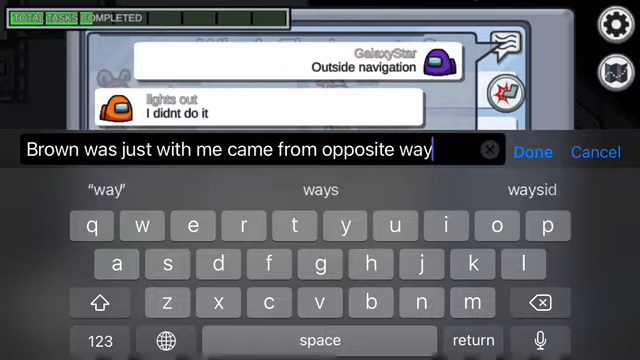 TOTAL TASKS COMPLETED
GalaxyStar
Outside navigation
lights out
I didnt do it
Brown was just with me came from opposite way
Done
Cancel
“way”
ways
waysid
q w e r t y u i o p
a s d f g h j k l
z x c v b n m
123
space
return